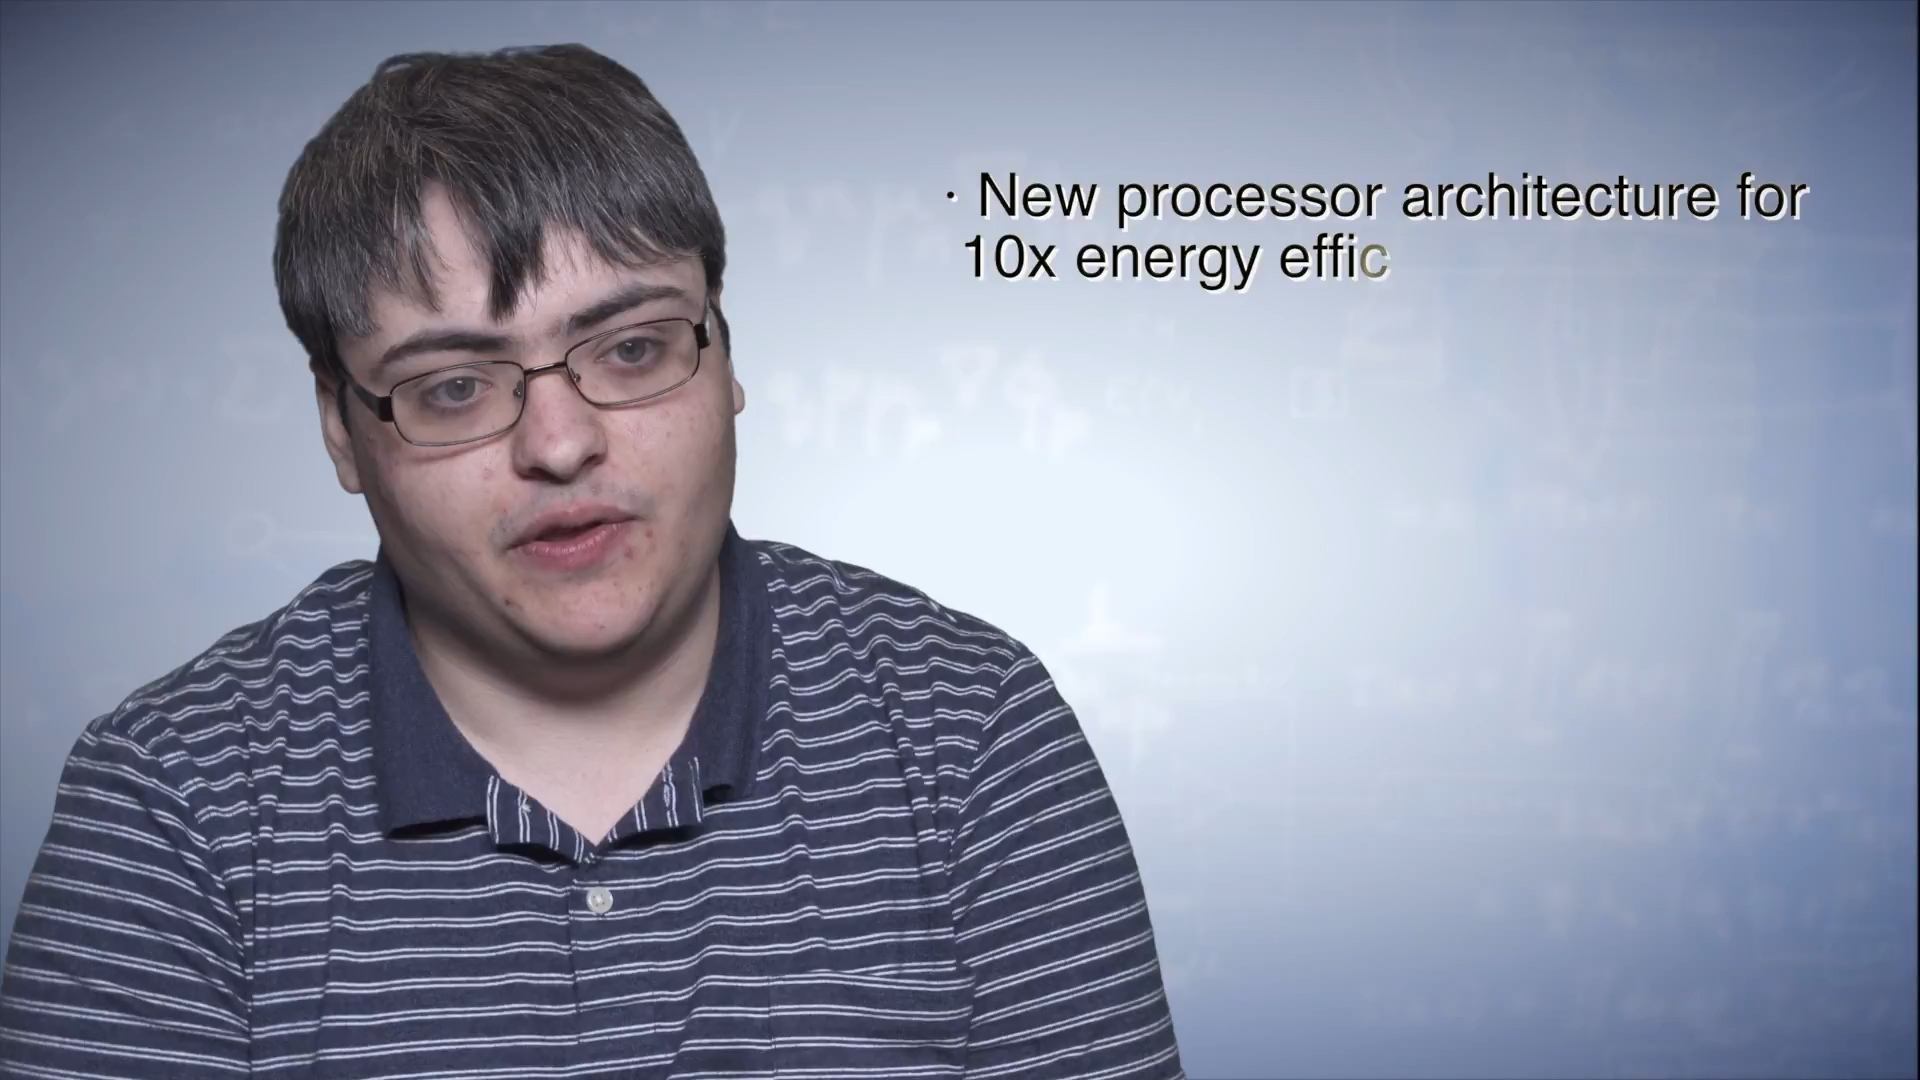 · New processor architecture for
10x energy effic